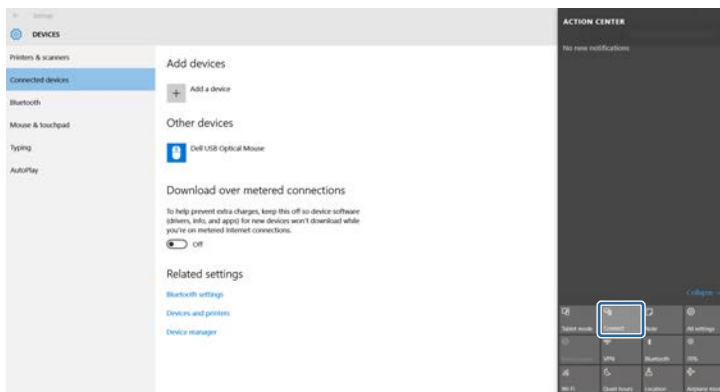 Settings
DEVICES
Printers & scanners
Connected devices
Bluetooth
Mouse & touchpad
Typing
AutoPlay
Add devices
Add a device
Other devices
Dell USB Optical Mouse
Download over metered connections
To help prevent extra charges, keep this off so device software
(drivers, info, and apps) for new devices won't download while
you're on metered Internet connections.
Off
Related settings
Bluetooth settings
Devices and printers
Device manager
ACTION CENTER
No new notifications
Collapse
Tablet mode
Connect
Note
All settings
VPN
Bluetooth
Wi-Fi
Quiet hours
Location
Airplane mode